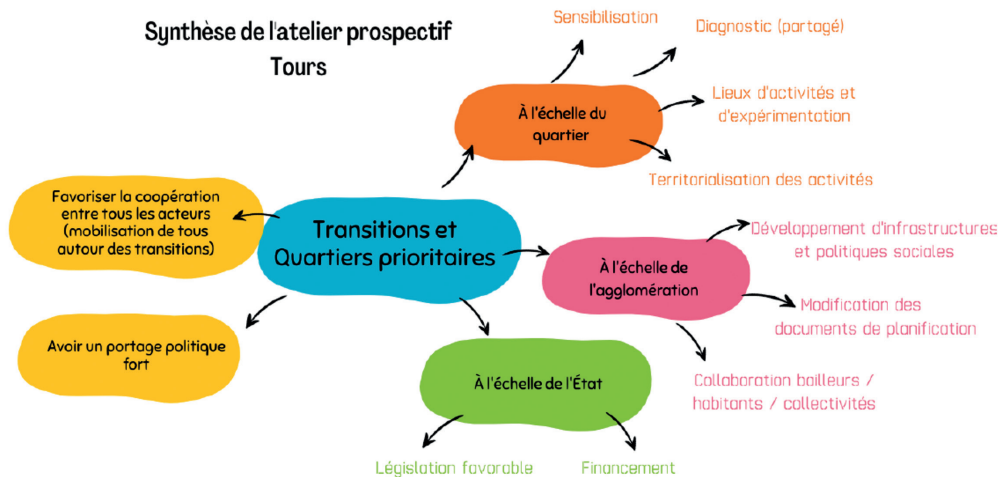 Synthèse de l'atelier prospectif
Tours
Sensibilisation
Diagnostic (partagé)
À l'échelle du
quartier
Lieux d'activités et
d'expérimentation
Territorialisation des activités
Favoriser la coopération
entre tous les acteurs
(mobilisation de tous
autour des transitions)
Transitions et
Quartiers prioritaires
Développement d'infrastructures
et politiques sociales
À l'échelle de
l'agglomération
Modification des
documents de planification
Avoir un portage politique
fort
À l'échelle de l'État
Collaboration bailleurs /
habitants / collectivités
Législation favorable
Financement